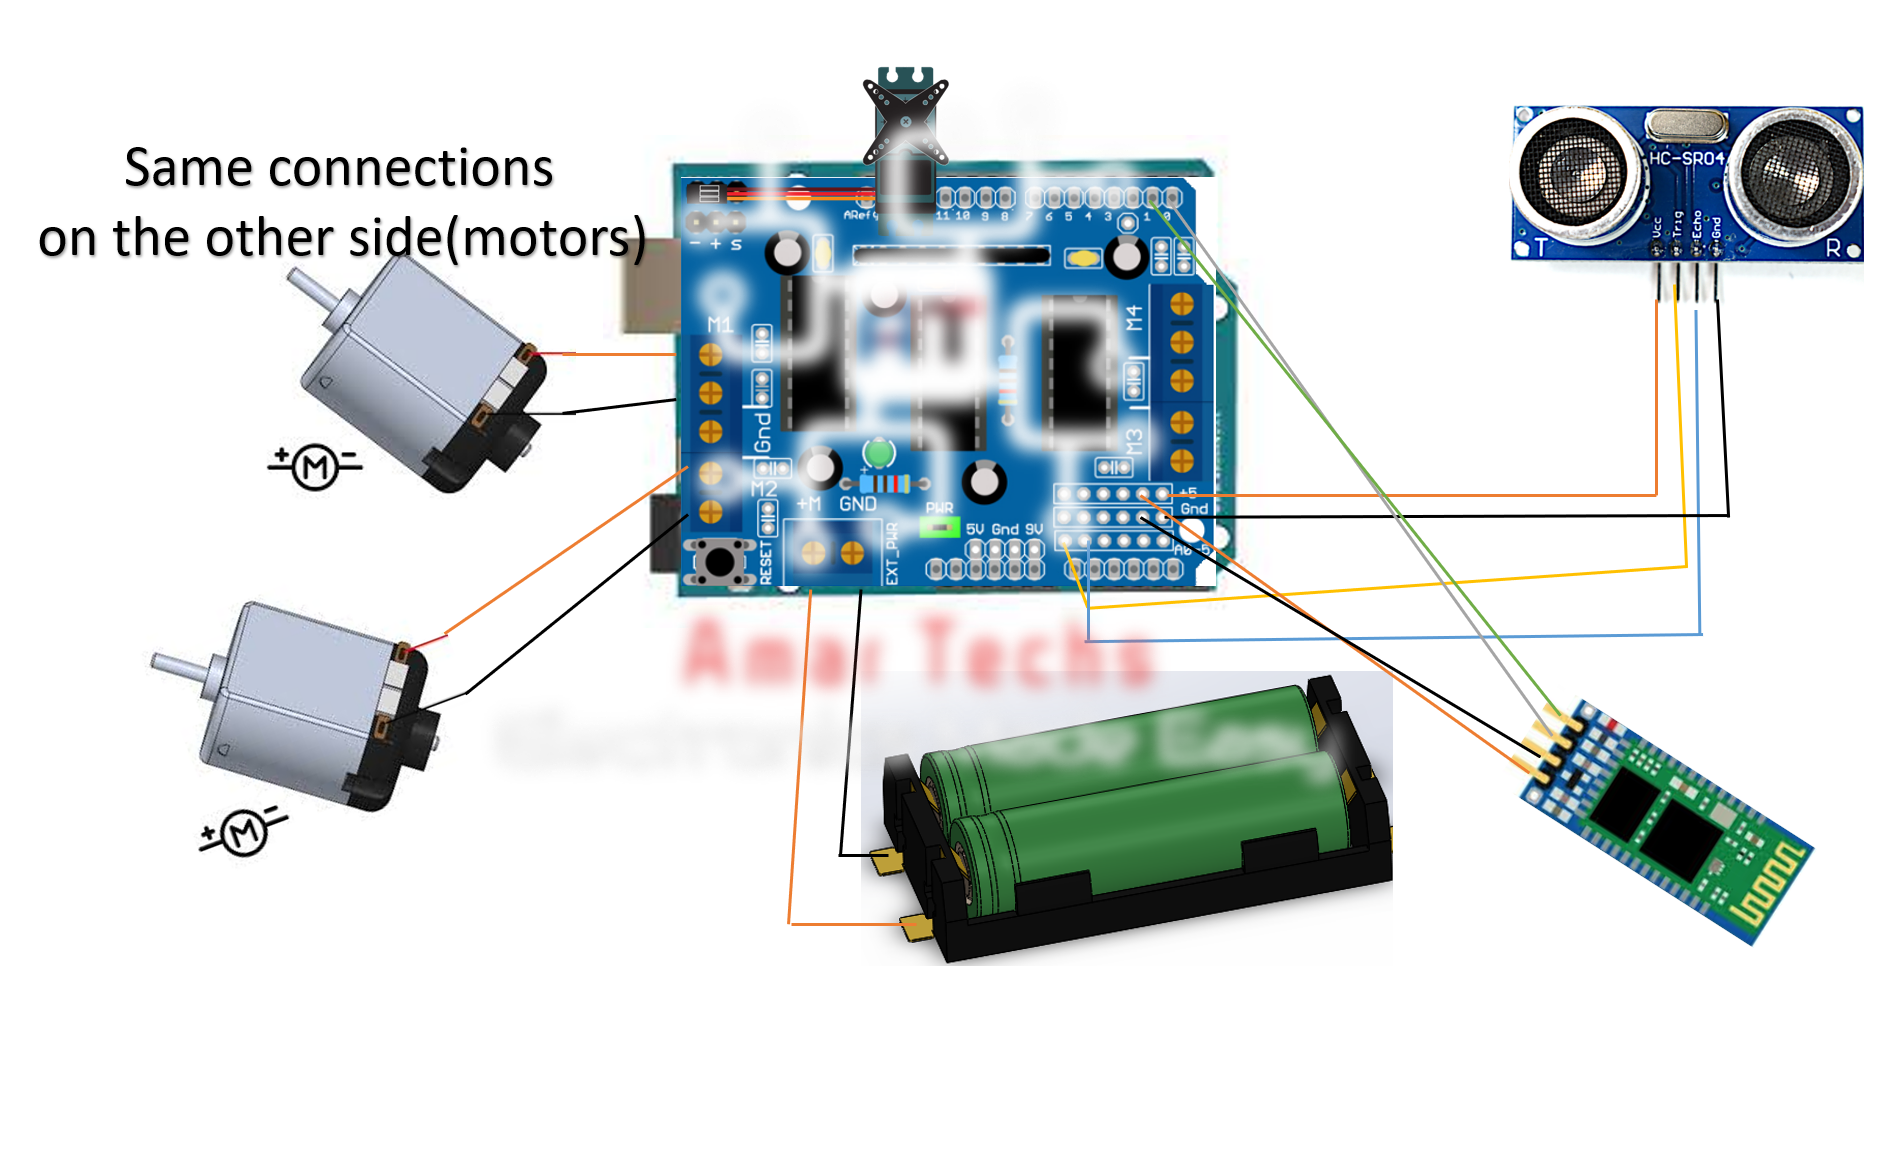 Same connections
on the other side(motors)
HC-SR04
Vcc
Trig
Echo
Gnd
T
R
ARef
11 10 9 8
7 6 5 4 3
1 0
- + S
M1
M4
Gnd
M3
M2
+M GND
PWR
+5
Gnd
5V Gnd 9V
A0-5
RESET
EXT_PWR
Amar Techs
+ M -
+ M =